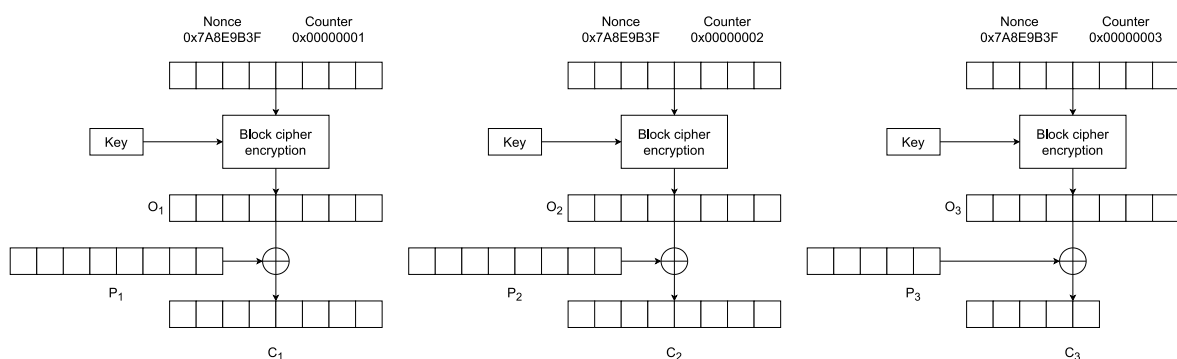 Nonce
0x7A8E9B3F
Counter
0x00000001
Key
Block cipher
encryption
O1
P1
C1
Nonce
0x7A8E9B3F
Counter
0x00000002
Key
Block cipher
encryption
O2
P2
C2
Nonce
0x7A8E9B3F
Counter
0x00000003
Key
Block cipher
encryption
O3
P3
C3